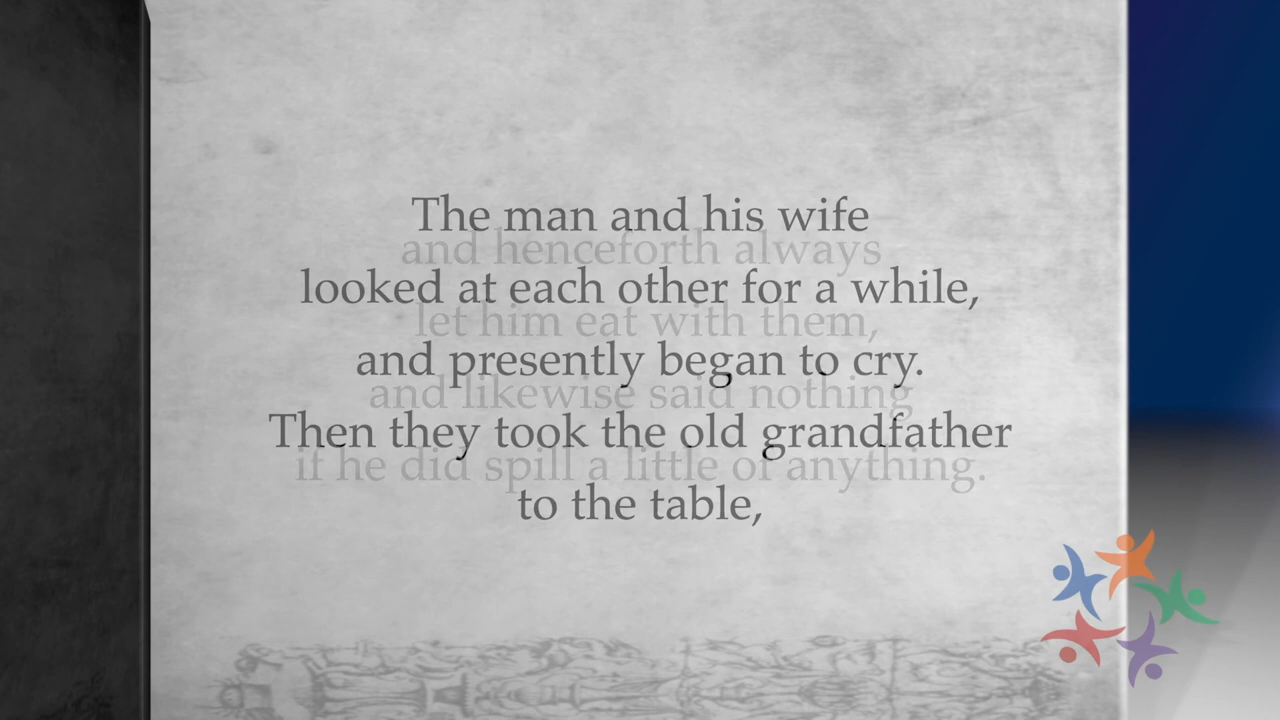 The man and his wife
looked at each other for a while,
and presently began to cry.
Then they took the old grandfather
to the table,
and henceforth always
let him eat with them,
and likewise said nothing
if he did spill a little of anything.